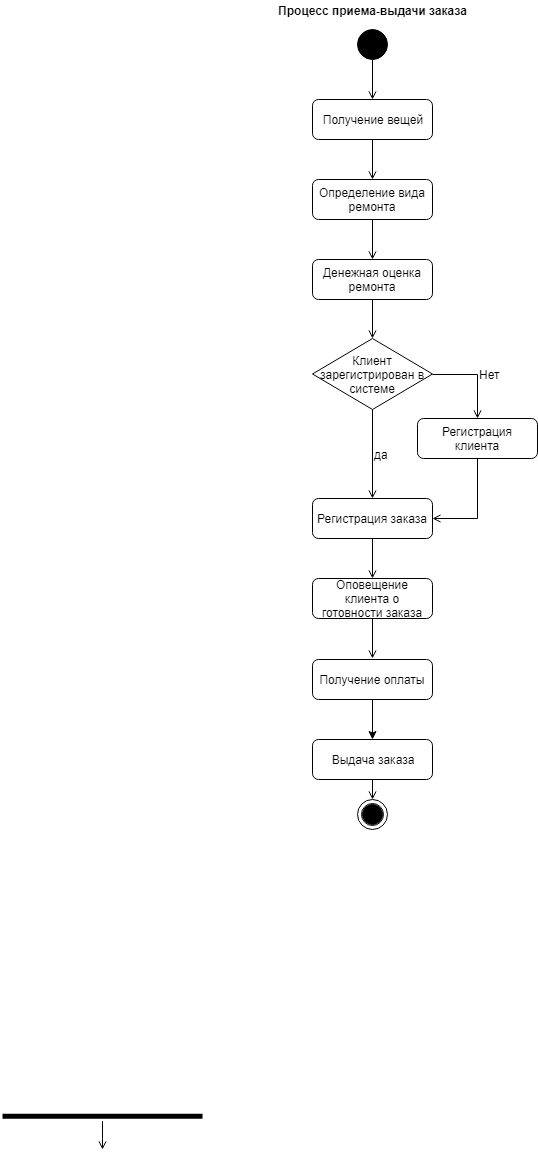 Процесс приема-выдачи заказа
Получение вещей
Определение вида
ремонта
Денежная оценка
ремонта
Клиент
зарегистрирован в
системе
Нет
Регистрация
клиента
да
Регистрация заказа
Оповещение
клиента о
готовности заказа
Получение оплаты
Выдача заказа